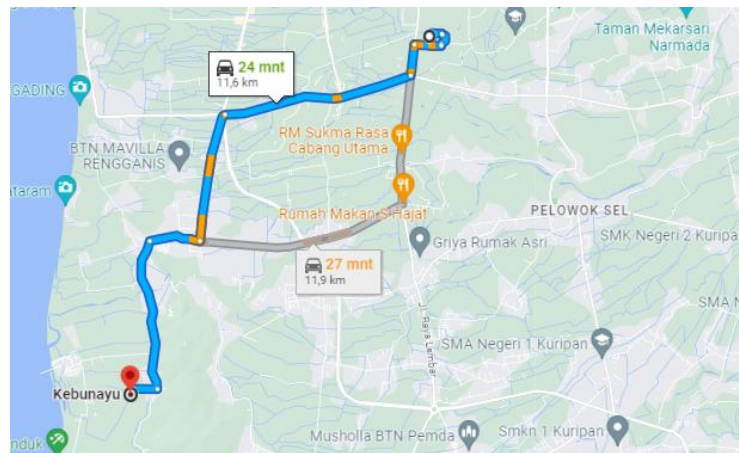 Taman Mekarsari
Narmada
24 mnt
11,6 km
GADING
RM Sukma Rasa
Cabang Utama
BTN MAVILLA
RENGGANIS
ataram
Rumah Makan S Hajat
PELOWOK SEL
Griya Rumak Asri
SMK Negeri 2 Kuripa
27 mnt
11,9 km
SMA N
Jl. Raya Lembar
SMA Negeri 1 Kuripan
Kebunayu
nduk
Musholla BTN Pemda
Smkn 1 Kuripan